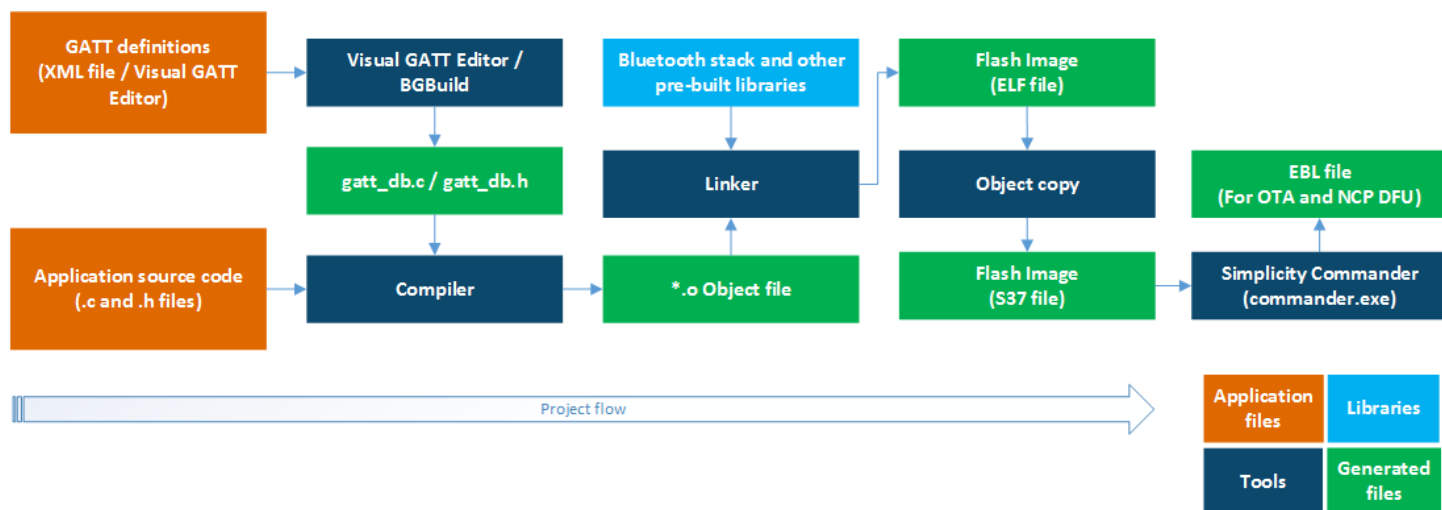 GATT definitions
(XML file / Visual GATT
Editor)
Visual GATT Editor /
BGBuild
Bluetooth stack and other
pre-built libraries
Flash Image
(ELF file)
gatt_db.c / gatt_db.h
Linker
Object copy
EBL file
(For OTA and NCP DFU)
Application source code
(.c and .h files)
Compiler
*.o Object file
Flash Image
(S37 file)
Simplicity Commander
(commander.exe)
Project flow
Application
files
Libraries
Tools
Generated
files